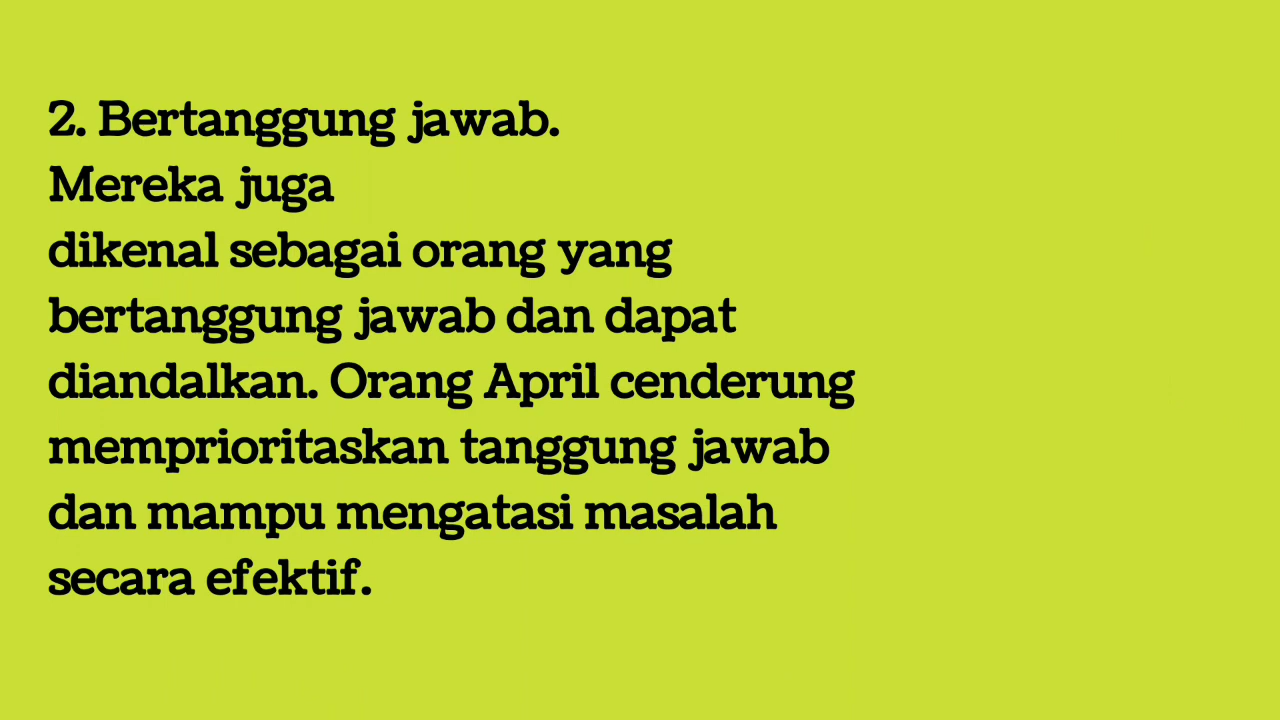 2. Bertanggung jawab.
Mereka juga
dikenal sebagai orang yang
bertanggung jawab dan dapat
diandalkan. Orang April cenderung
memprioritaskan tanggung jawab
dan mampu mengatasi masalah
secara efektif.